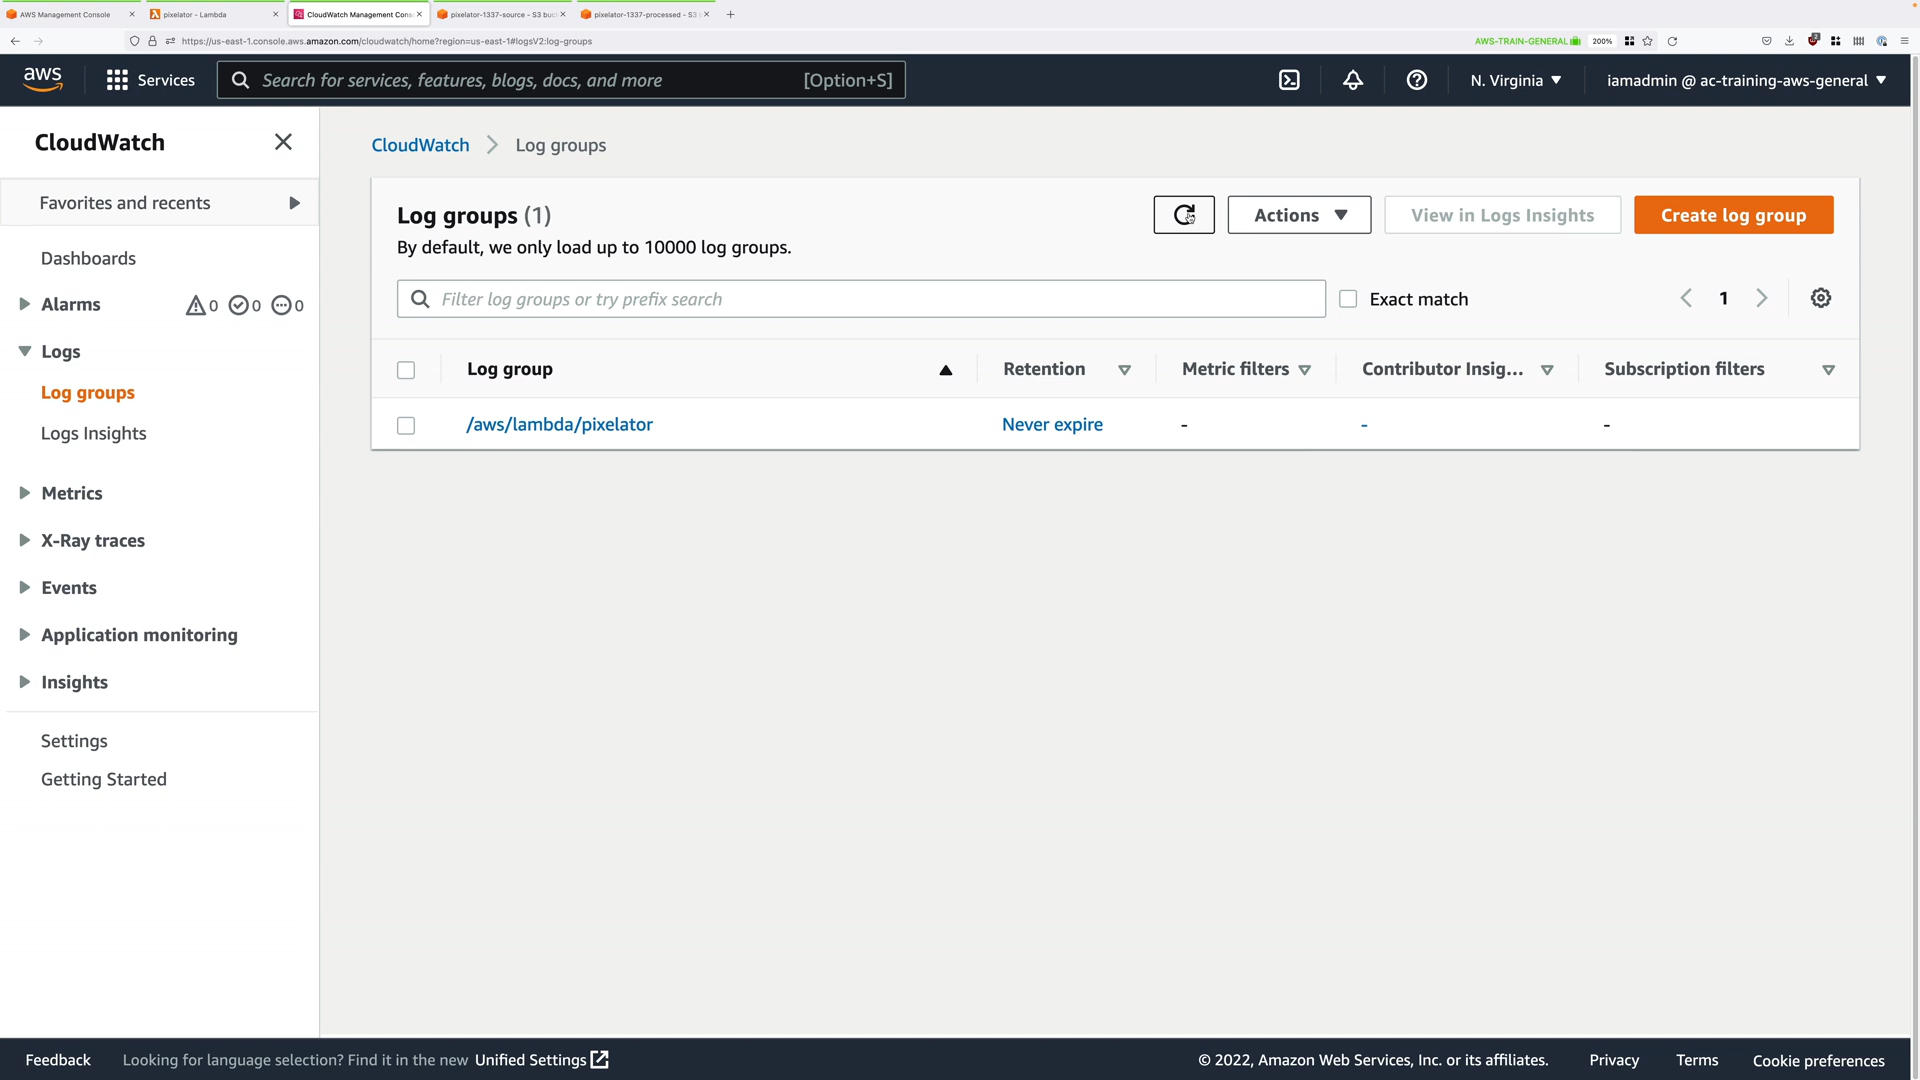 AWS Management Console
pixelator - Lambda
CloudWatch Management Cons
pixelator-1337-source - S3 buc
pixelator-1337-processed - S3 b
https://us-east-1.console.aws.amazon.com/cloudwatch/home?region=us-east-1#logsV2:log-groups
AWS-TRAIN-GENERAL
200%
aws
Services
Search for services, features, blogs, docs, and more
[Option+S]
N. Virginia
iamadmin @ ac-training-aws-general
CloudWatch
Favorites and recents
Dashboards
Alarms
0
0
0
Logs
Log groups
Logs Insights
Metrics
X-Ray traces
Events
Application monitoring
Insights
Settings
Getting Started
CloudWatch
Log groups
Log groups (1)
By default, we only load up to 10000 log groups.
Actions
View in Logs Insights
Create log group
Filter log groups or try prefix search
Exact match
1
Log group
Retention
Metric filters
Contributor Insig...
Subscription filters
/aws/lambda/pixelator
Never expire
-
-
-
Feedback
Looking for language selection? Find it in the new Unified Settings
© 2022, Amazon Web Services, Inc. or its affiliates.
Privacy
Terms
Cookie preferences